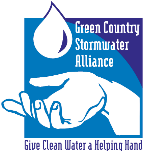 Green Country
Stormwater
Alliance
Give Clean Water a Helping Hand